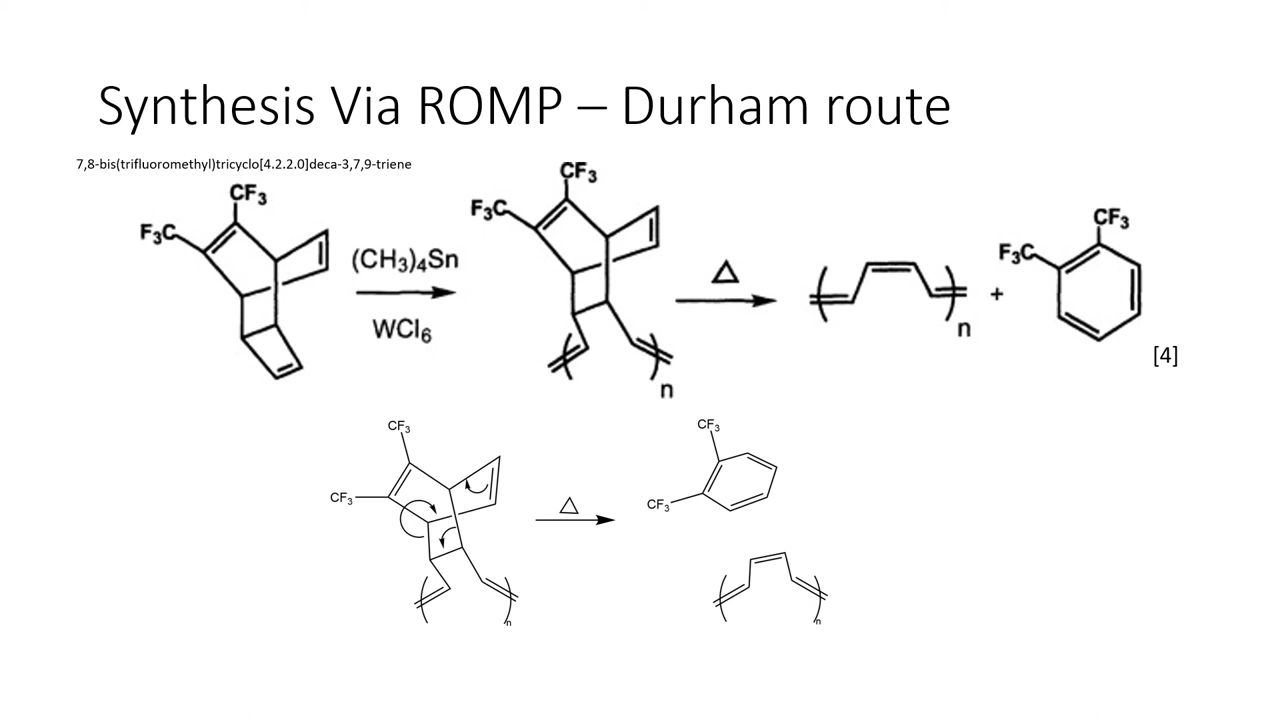 Synthesis Via ROMP – Durham route
7,8-bis(trifluoromethyl)tricyclo[4.2.2.0]deca-3,7,9-triene
CF3
F3C
(CH3)4Sn
WCl6
CF3
F3C
n
Δ
n
+
CF3
F3C
[4]
CF3
CF3
n
Δ
CF3
CF3
n